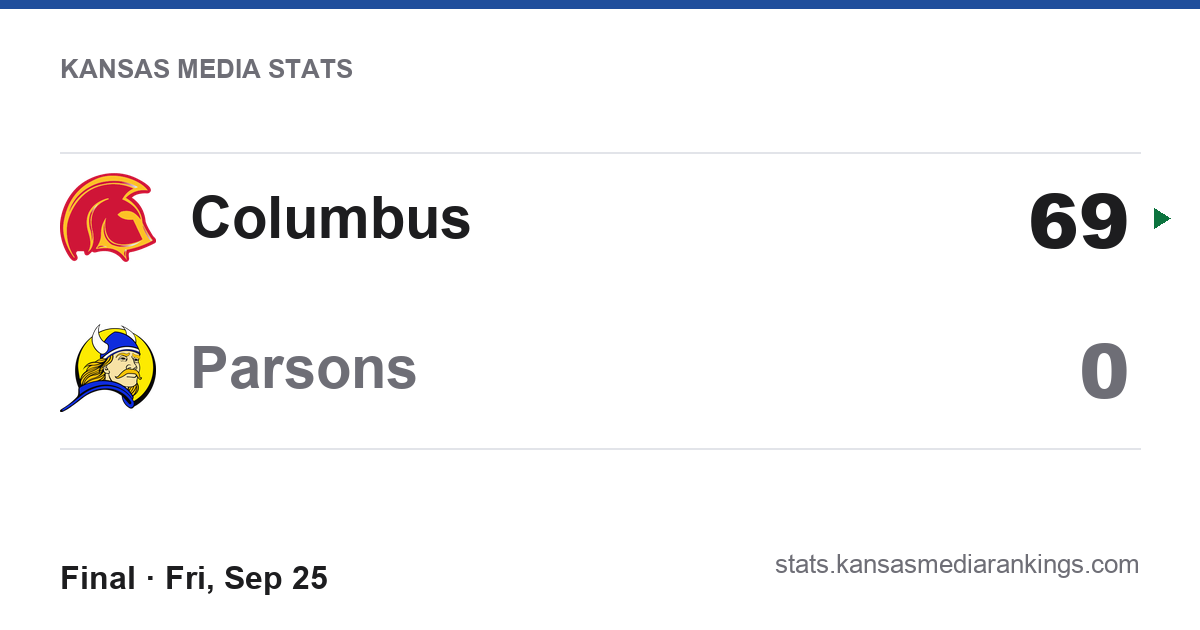 KANSAS MEDIA STATS
Columbus 69
Parsons 0
Final · Fri, Sep 25
stats.kansasmediarankings.com